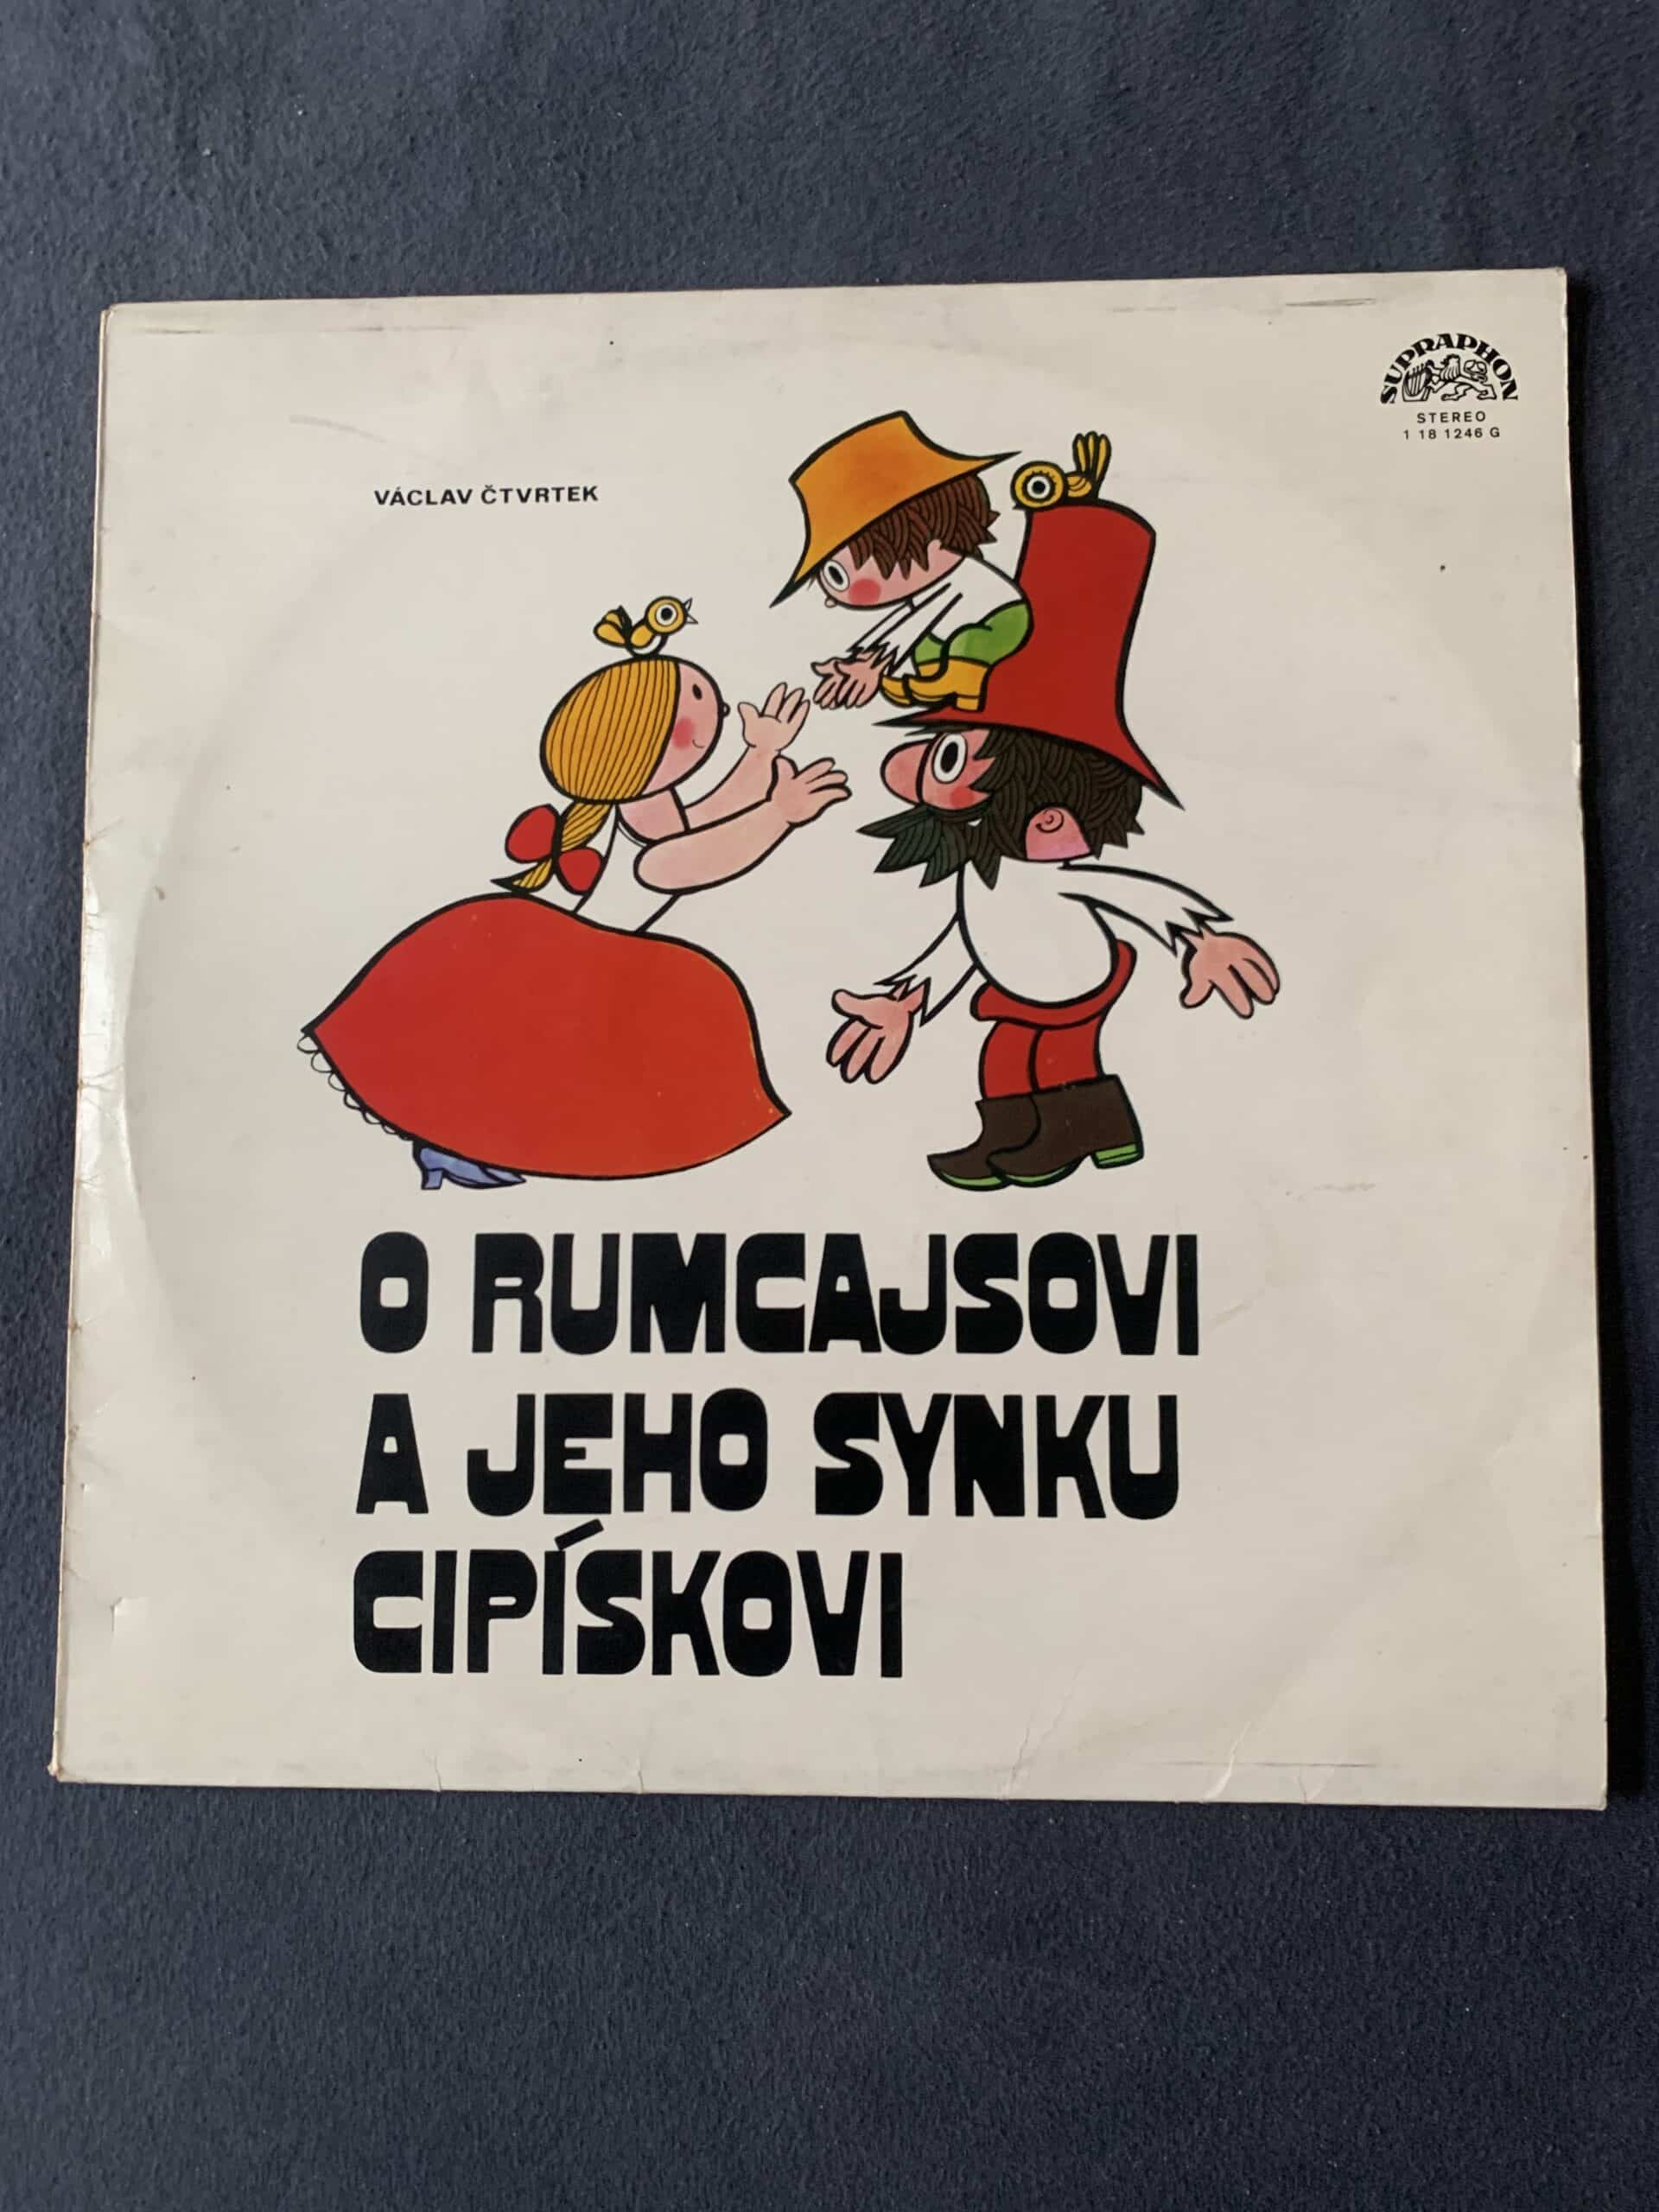 SUPRAPHON
STEREO
1 18 1246 G
VÁCLAV ČTVRTEK
O RUMCAJSOVI
A JEHO SYNKU
CIPÍSKOVI